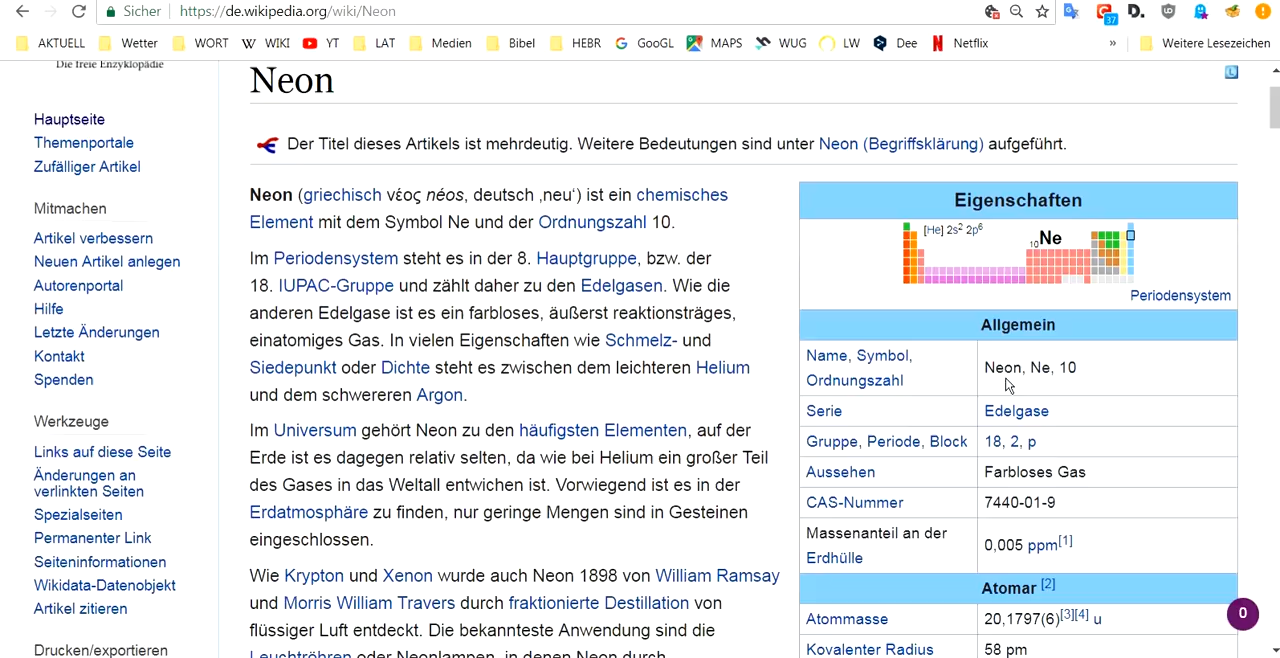 Sicher https://de.wikipedia.org/wiki/Neon
37
AKTUELL Wetter WORT WIKI YT LAT Medien Bibel HEBR GooGL MAPS WUG LW Dee Netflix » Weitere Lesezeichen
Die freie Enzyklopädie
Hauptseite
Themenportale
Zufälliger Artikel
Mitmachen
Artikel verbessern
Neuen Artikel anlegen
Autorenportal
Hilfe
Letzte Änderungen
Kontakt
Spenden
Werkzeuge
Links auf diese Seite
Änderungen an
verlinkten Seiten
Spezialseiten
Permanenter Link
Seiteninformationen
Wikidata-Datenobjekt
Artikel zitieren
Drucken/exportieren
Neon
Der Titel dieses Artikels ist mehrdeutig. Weitere Bedeutungen sind unter Neon (Begriffsklärung) aufgeführt.
Neon (griechisch νέος néos, deutsch ‚neu‘) ist ein chemisches
Element mit dem Symbol Ne und der Ordnungszahl 10.
Im Periodensystem steht es in der 8. Hauptgruppe, bzw. der
18. IUPAC-Gruppe und zählt daher zu den Edelgasen. Wie die
anderen Edelgase ist es ein farbloses, äußerst reaktionsträges,
einatomiges Gas. In vielen Eigenschaften wie Schmelz- und
Siedepunkt oder Dichte steht es zwischen dem leichteren Helium
und dem schwereren Argon.
Im Universum gehört Neon zu den häufigsten Elementen, auf der
Erde ist es dagegen relativ selten, da wie bei Helium ein großer Teil
des Gases in das Weltall entwichen ist. Vorwiegend ist es in der
Erdatmosphäre zu finden, nur geringe Mengen sind in Gesteinen
eingeschlossen.
Wie Krypton und Xenon wurde auch Neon 1898 von William Ramsay
und Morris William Travers durch fraktionierte Destillation von
flüssiger Luft entdeckt. Die bekannteste Anwendung sind die
Leuchtröhren oder Neonlampen, in denen Neon durch
Eigenschaften
[He] 2s² 2p⁶
10Ne
Periodensystem
Allgemein
Name, Symbol,
Ordnungszahl
Neon, Ne, 10
Serie Edelgase
Gruppe, Periode, Block 18, 2, p
Aussehen Farbloses Gas
CAS-Nummer 7440-01-9
Massenanteil an der
Erdhülle
0,005 ppm[1]
Atomar [2]
Atommasse 20,1797(6)[3][4] u
Kovalenter Radius 58 pm
0